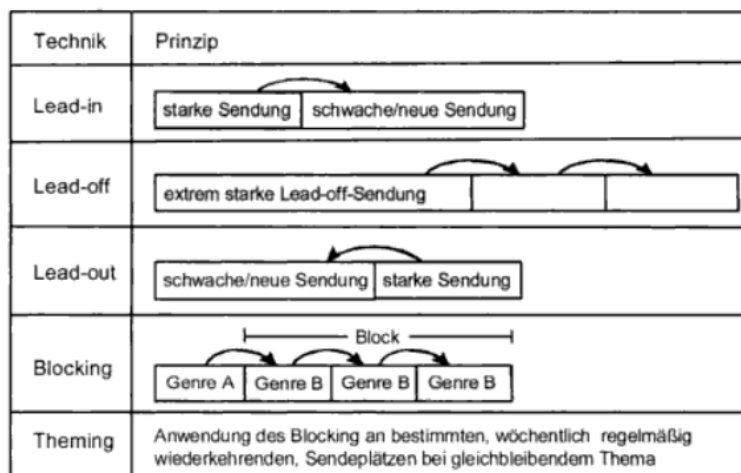 Technik Prinzip
Lead-in
starke Sendung schwache/neue Sendung
Lead-off
extrem starke Lead-off-Sendung
Lead-out
schwache/neue Sendung starke Sendung
Block
Blocking
Genre A Genre B Genre B Genre B
Theming
Anwendung des Blocking an bestimmten, wöchentlich regelmäßig
wiederkehrenden, Sendeplätzen bei gleichbleibendem Thema